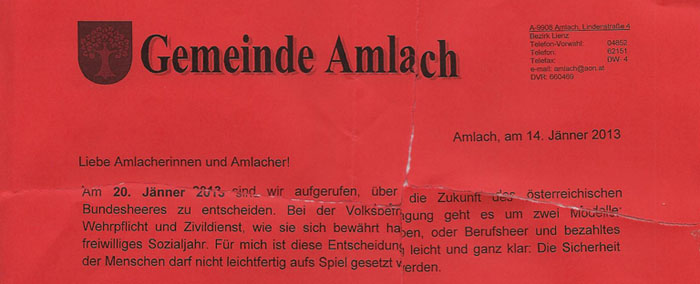 Gemeinde Amlach
A-9908 Amlach, Lindenstraße 4
Bezirk Lienz
Telefon-Vorwahl: 04852
Telefon: 62151
Telefax: DW 4
e-mail: amlach@aon.at
DVR: 660469
Amlach, am 14. Jänner 2013
Liebe Amlacherinnen und Amlacher!
Am 20. Jänner 2013 sind wir aufgerufen, über die Zukunft des österreichischen
Bundesheeres zu entscheiden. Bei der Volksbefragung geht es um zwei Modelle:
Wehrpflicht und Zivildienst, wie sie sich bewährt haben, oder Berufsheer und bezahltes
freiwilliges Sozialjahr. Für mich ist diese Entscheidung leicht und ganz klar: Die Sicherheit
der Menschen darf nicht leichtfertig aufs Spiel gesetzt werden.